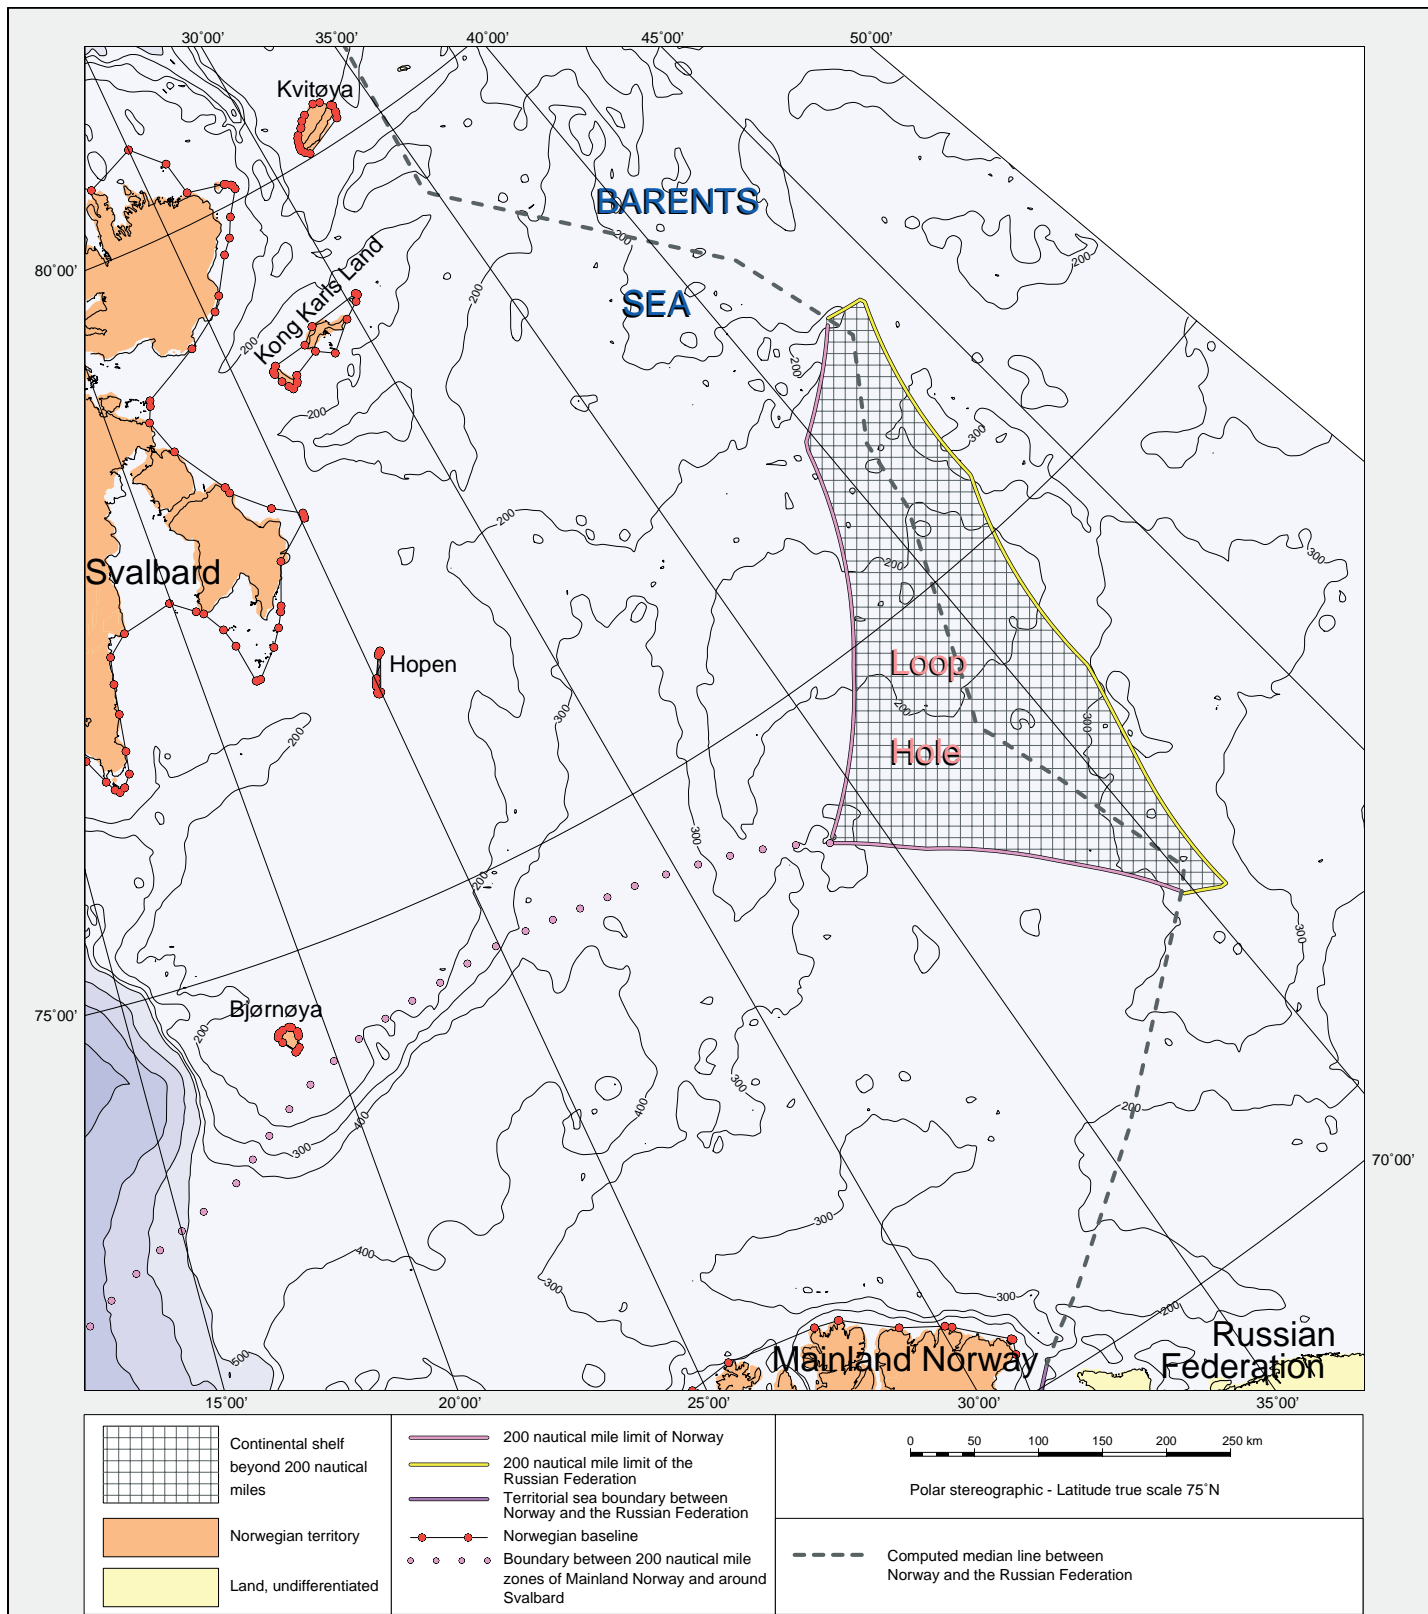 30°00'
35°00'
40°00'
45°00'
50°00'
Kvitøya
BARENTS
200
200
80°00'
Kong Karls Land
SEA
200
200
200
200
300
200
300
200
Svalbard
Loop
Hopen
200
300
300
200
Hole
300
200
300
Bjørnøya
75°00'
200
300
400
400
200
300
70°00'
300
400
300
300
200
500
Russian
Federation
Mainland Norway
15°00'
20°00'
25°00'
30°00'
35°00'
Continental shelf
beyond 200 nautical
miles
Norwegian territory
Land, undifferentiated
200 nautical mile limit of Norway
200 nautical mile limit of the
Russian Federation
Territorial sea boundary between
Norway and the Russian Federation
Norwegian baseline
Boundary between 200 nautical mile
zones of Mainland Norway and around
Svalbard
0 50 100 150 200 250 km
Polar stereographic - Latitude true scale 75°N
Computed median line between
Norway and the Russian Federation